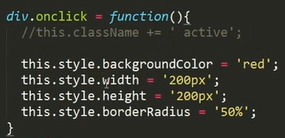 div.onclick = function(){
//this.className += ' active';
this.style.backgroundColor = 'red';
this.style.width = '200px';
this.style.height = '200px';
this.style.borderRadius = '50%';
}